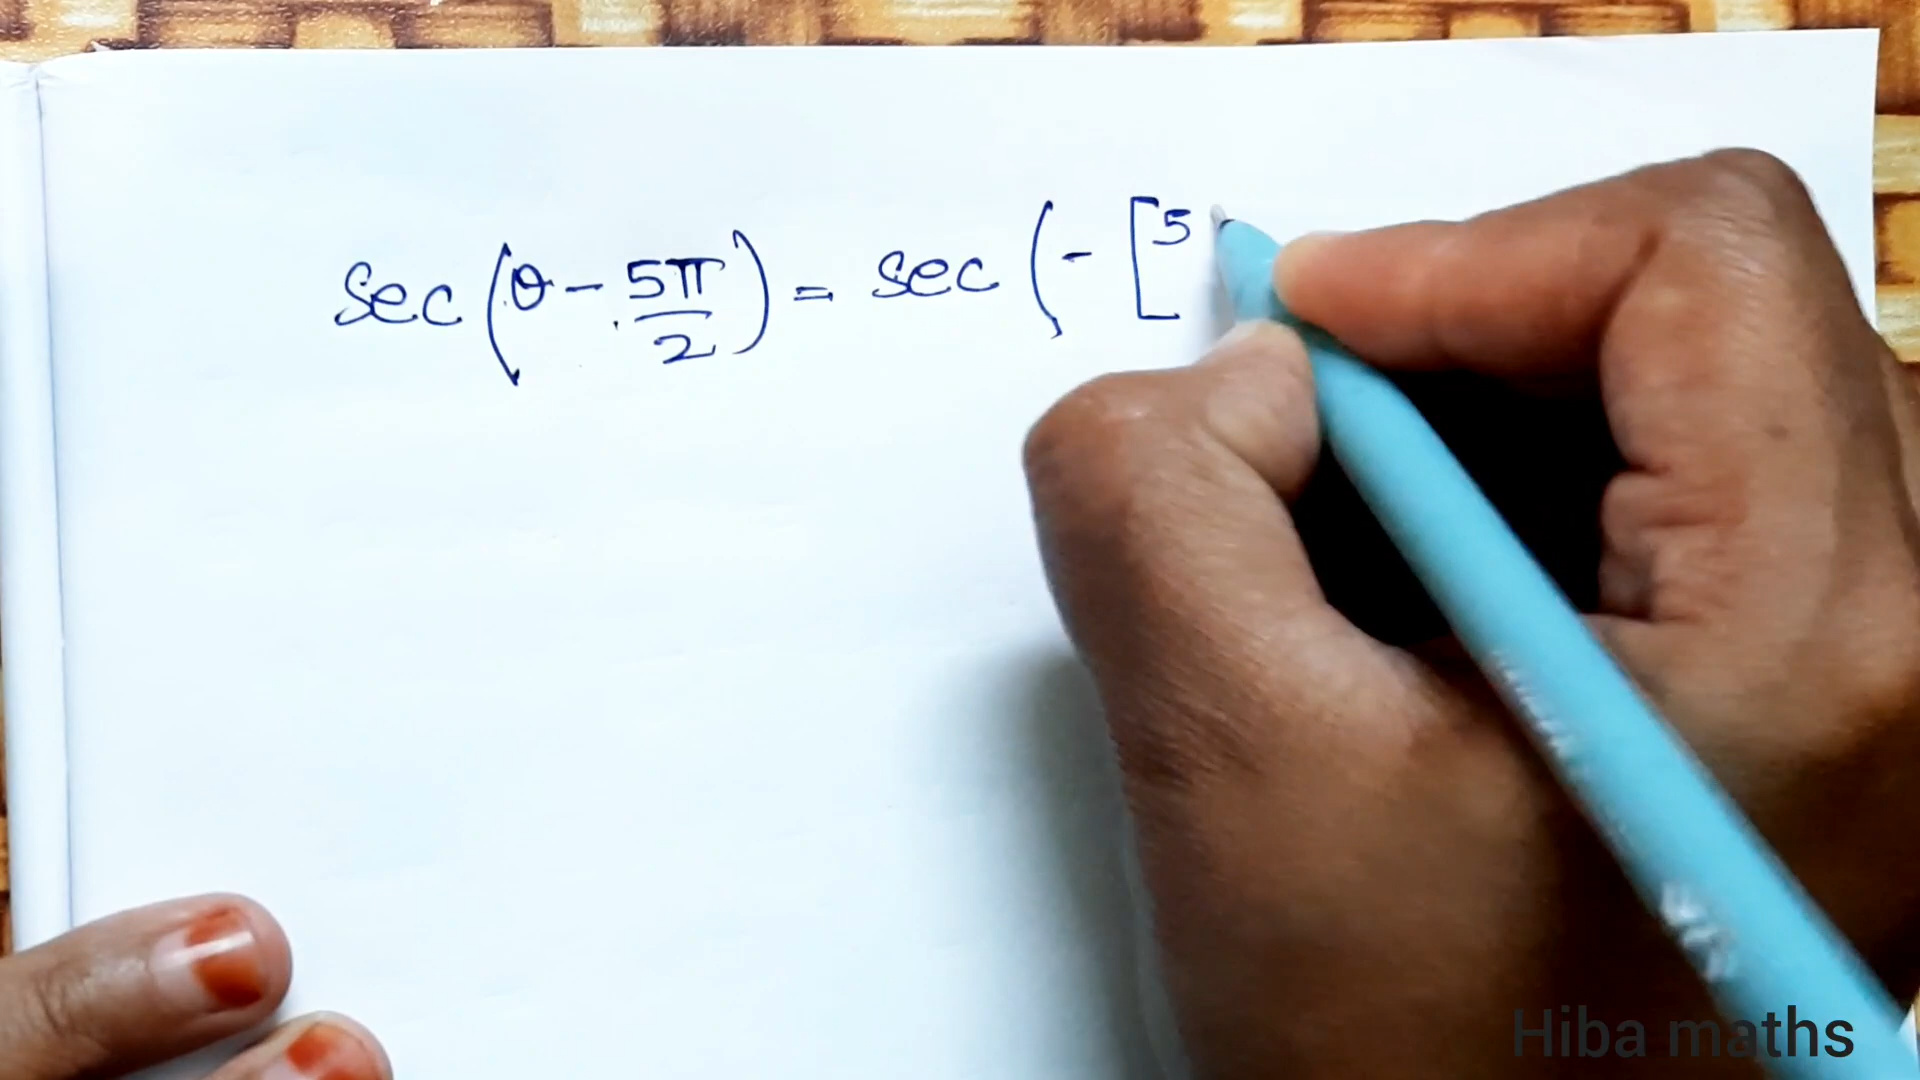 sec(θ - 5π/2) = sec (- [5
Hiba maths